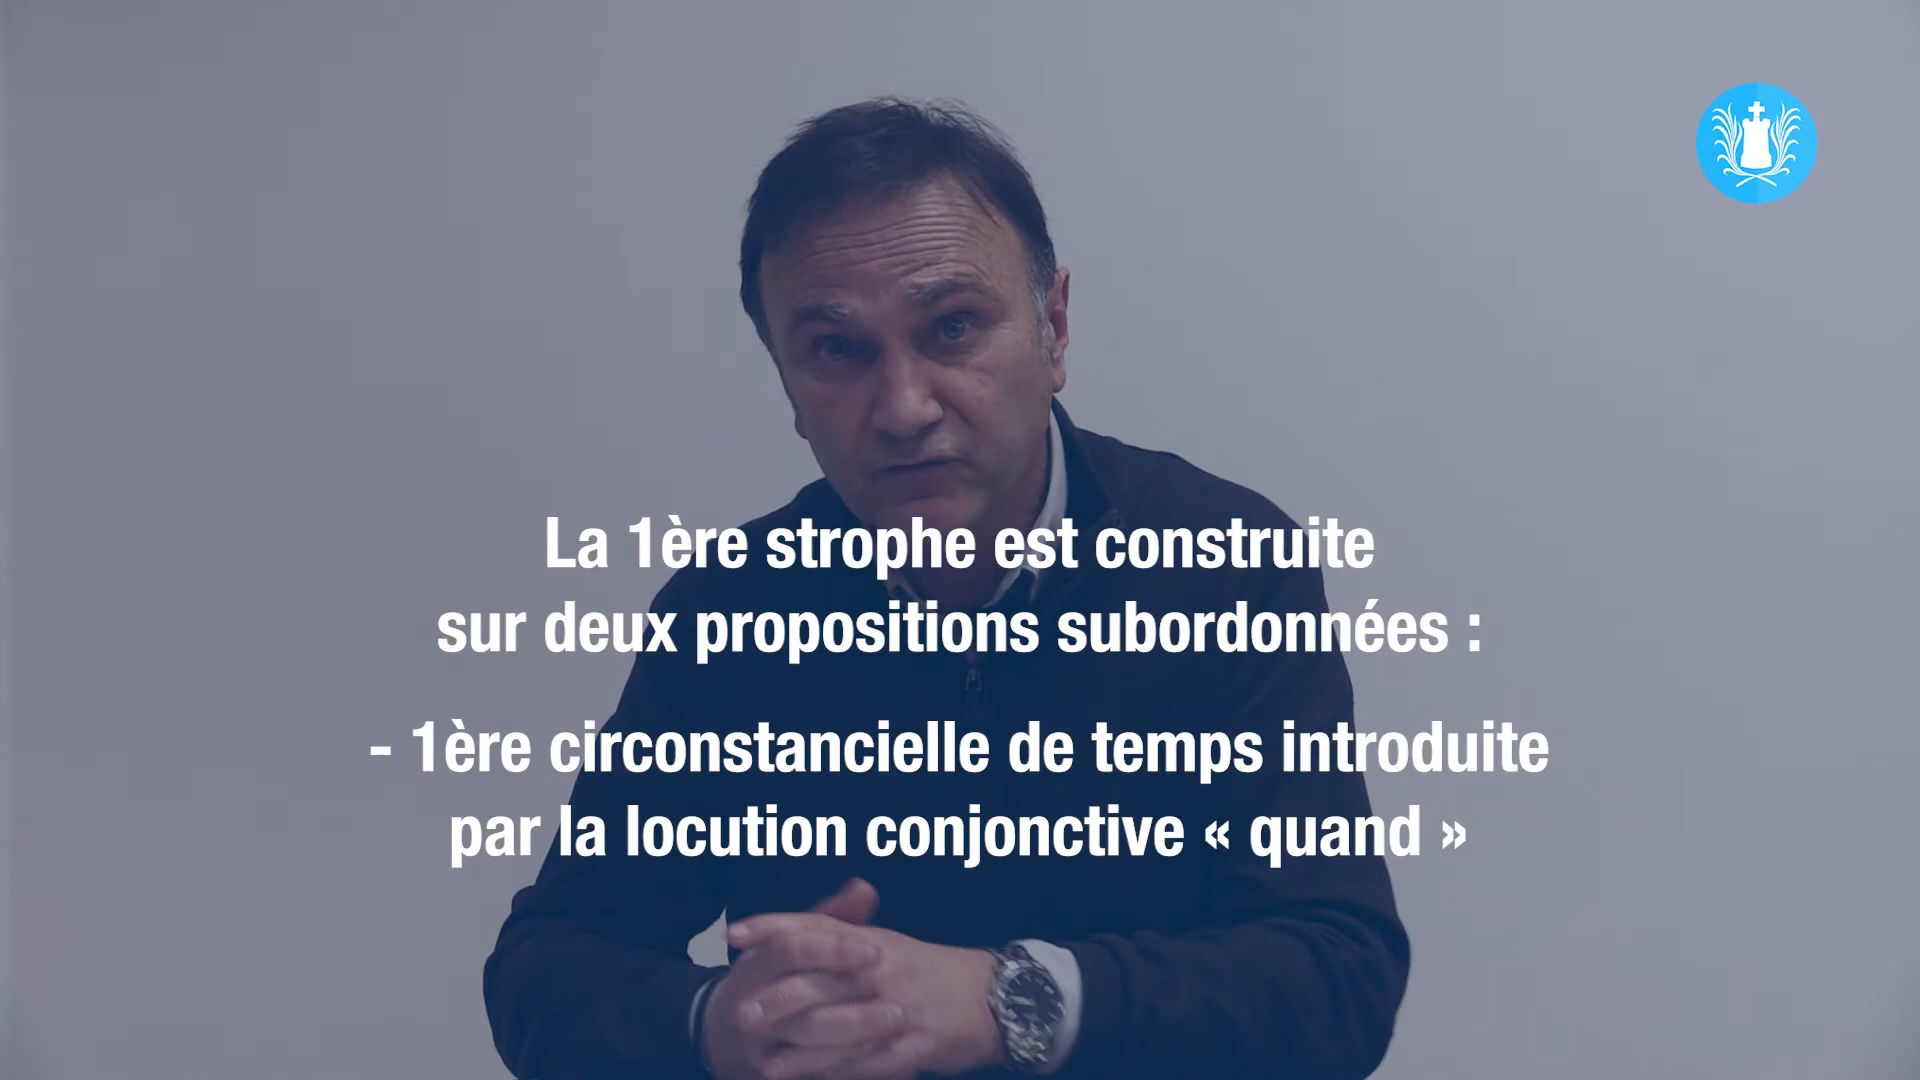 La 1ère strophe est construite
sur deux propositions subordonnées :
- 1ère circonstancielle de temps introduite
par la locution conjonctive « quand »